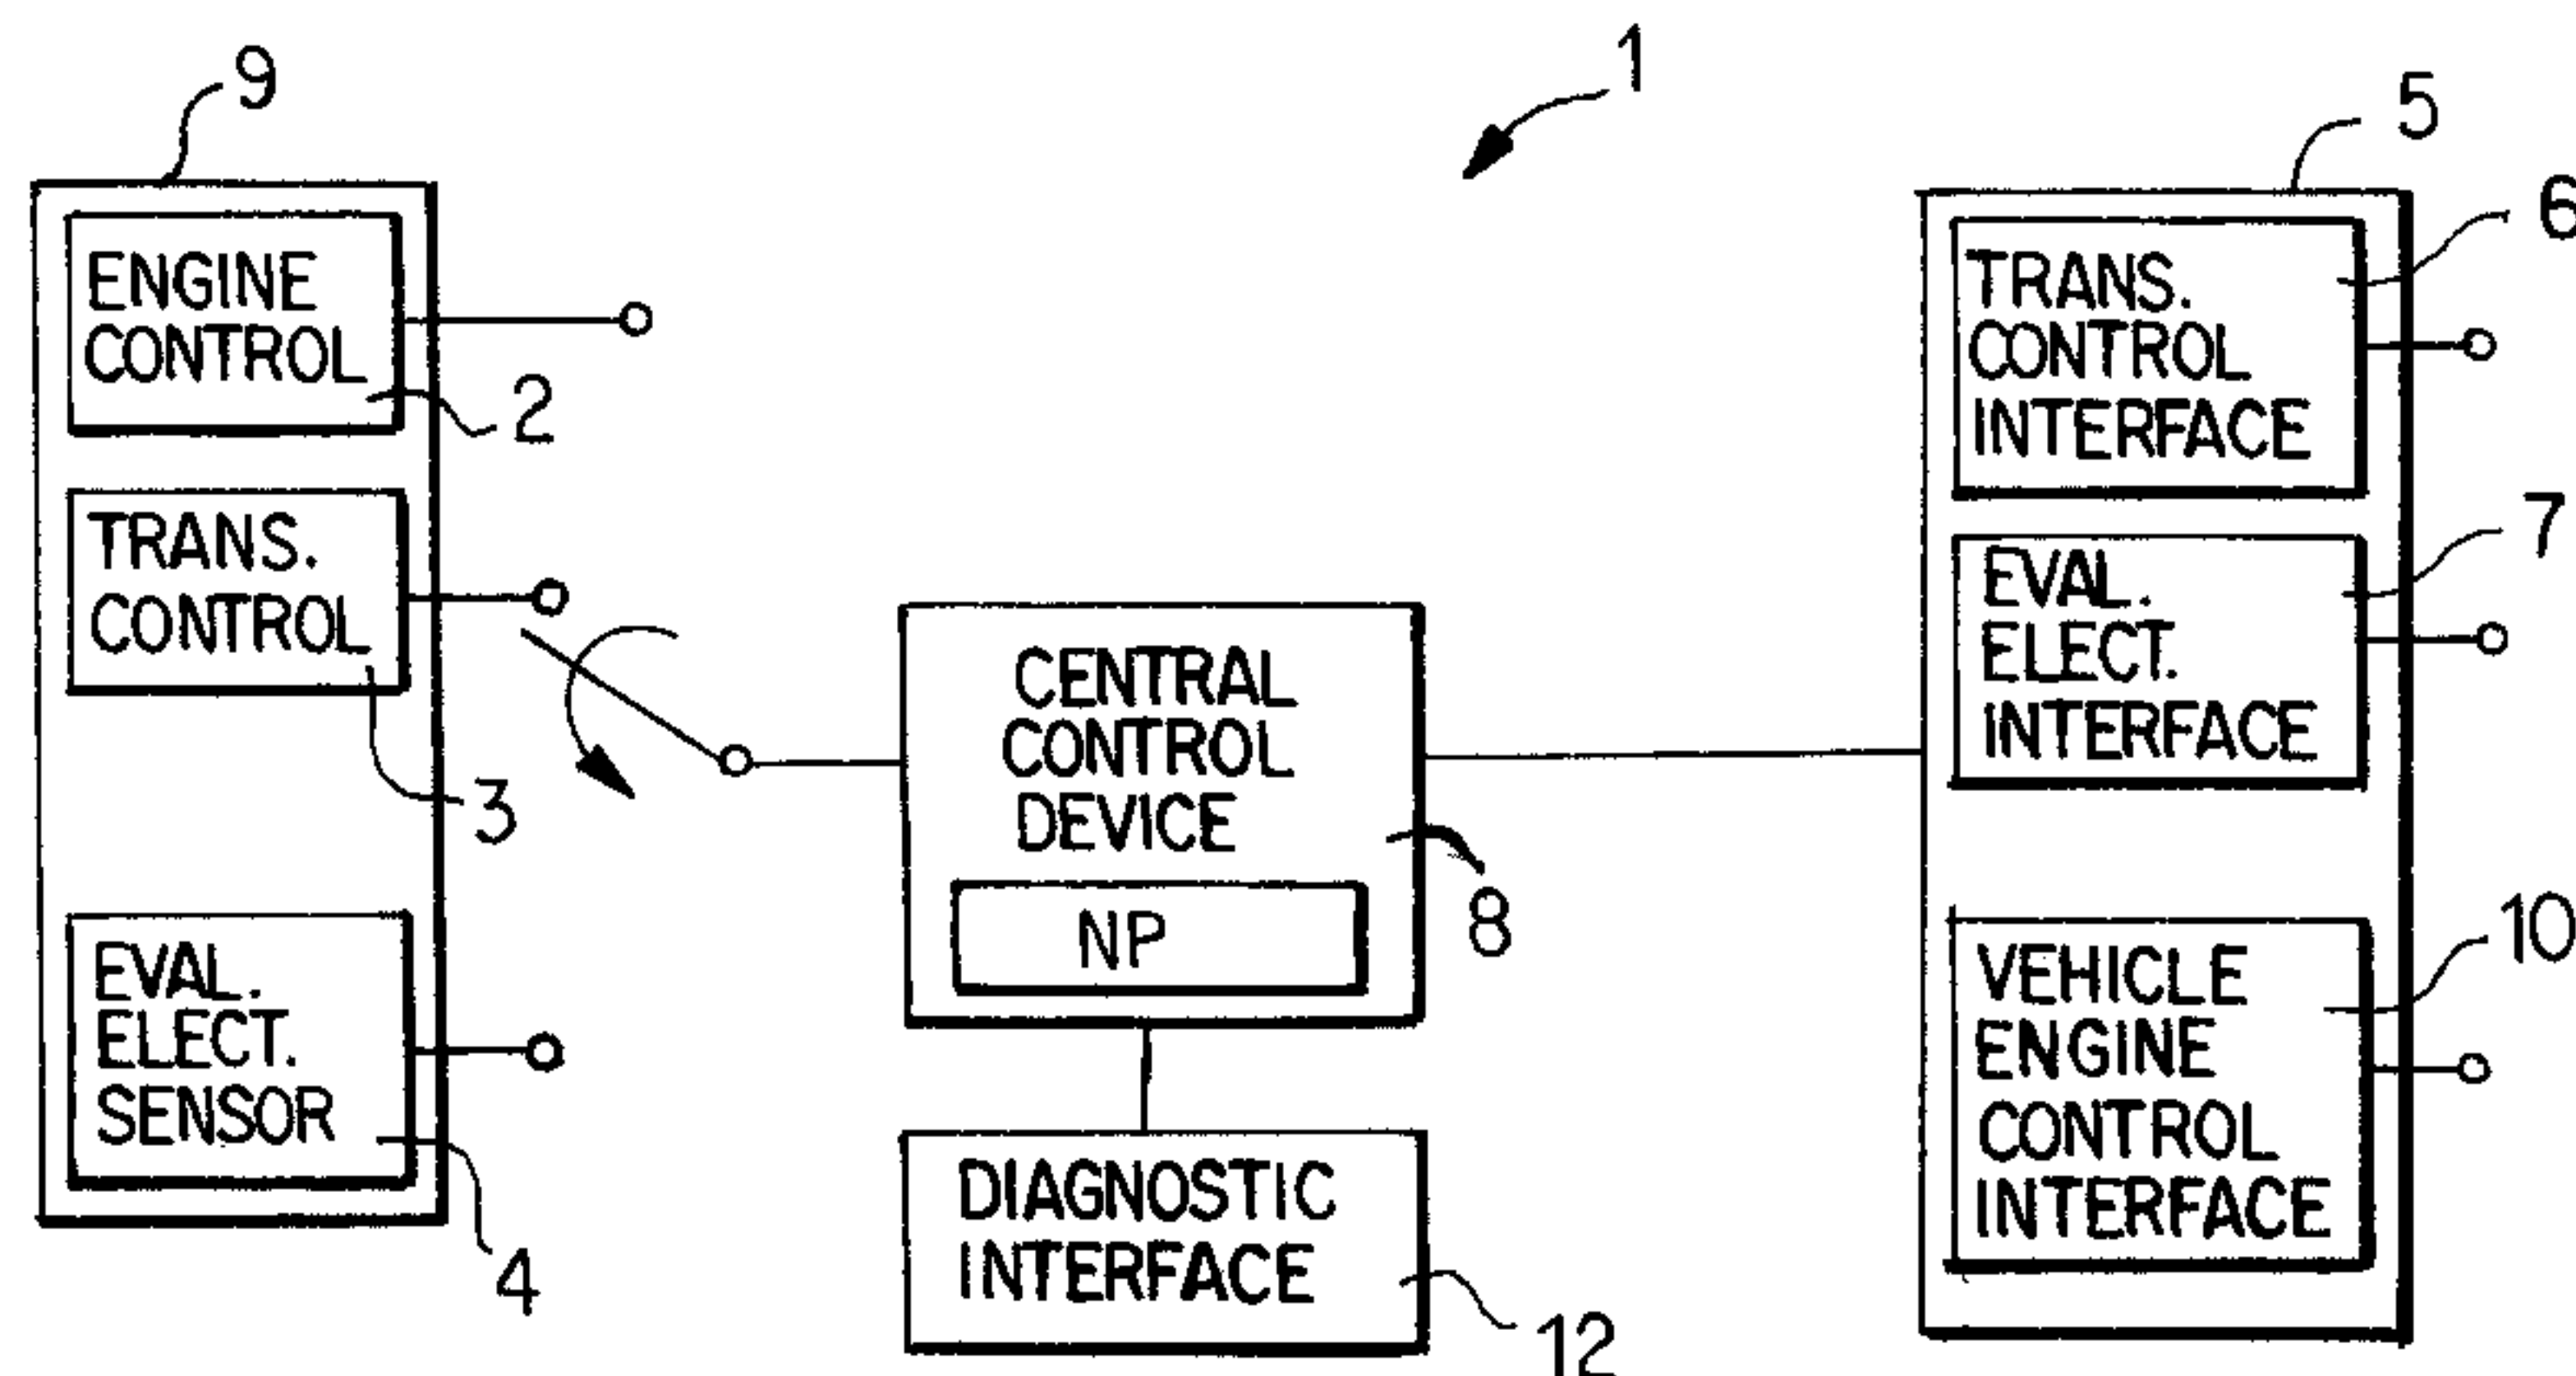 1
9
ENGINE
CONTROL
2
TRANS.
CONTROL
3
EVAL.
ELECT.
SENSOR
4
CENTRAL
CONTROL
DEVICE
NP
8
DIAGNOSTIC
INTERFACE
12
5
TRANS.
CONTROL
INTERFACE
6
EVAL.
ELECT.
INTERFACE
7
VEHICLE
ENGINE
CONTROL
INTERFACE
10